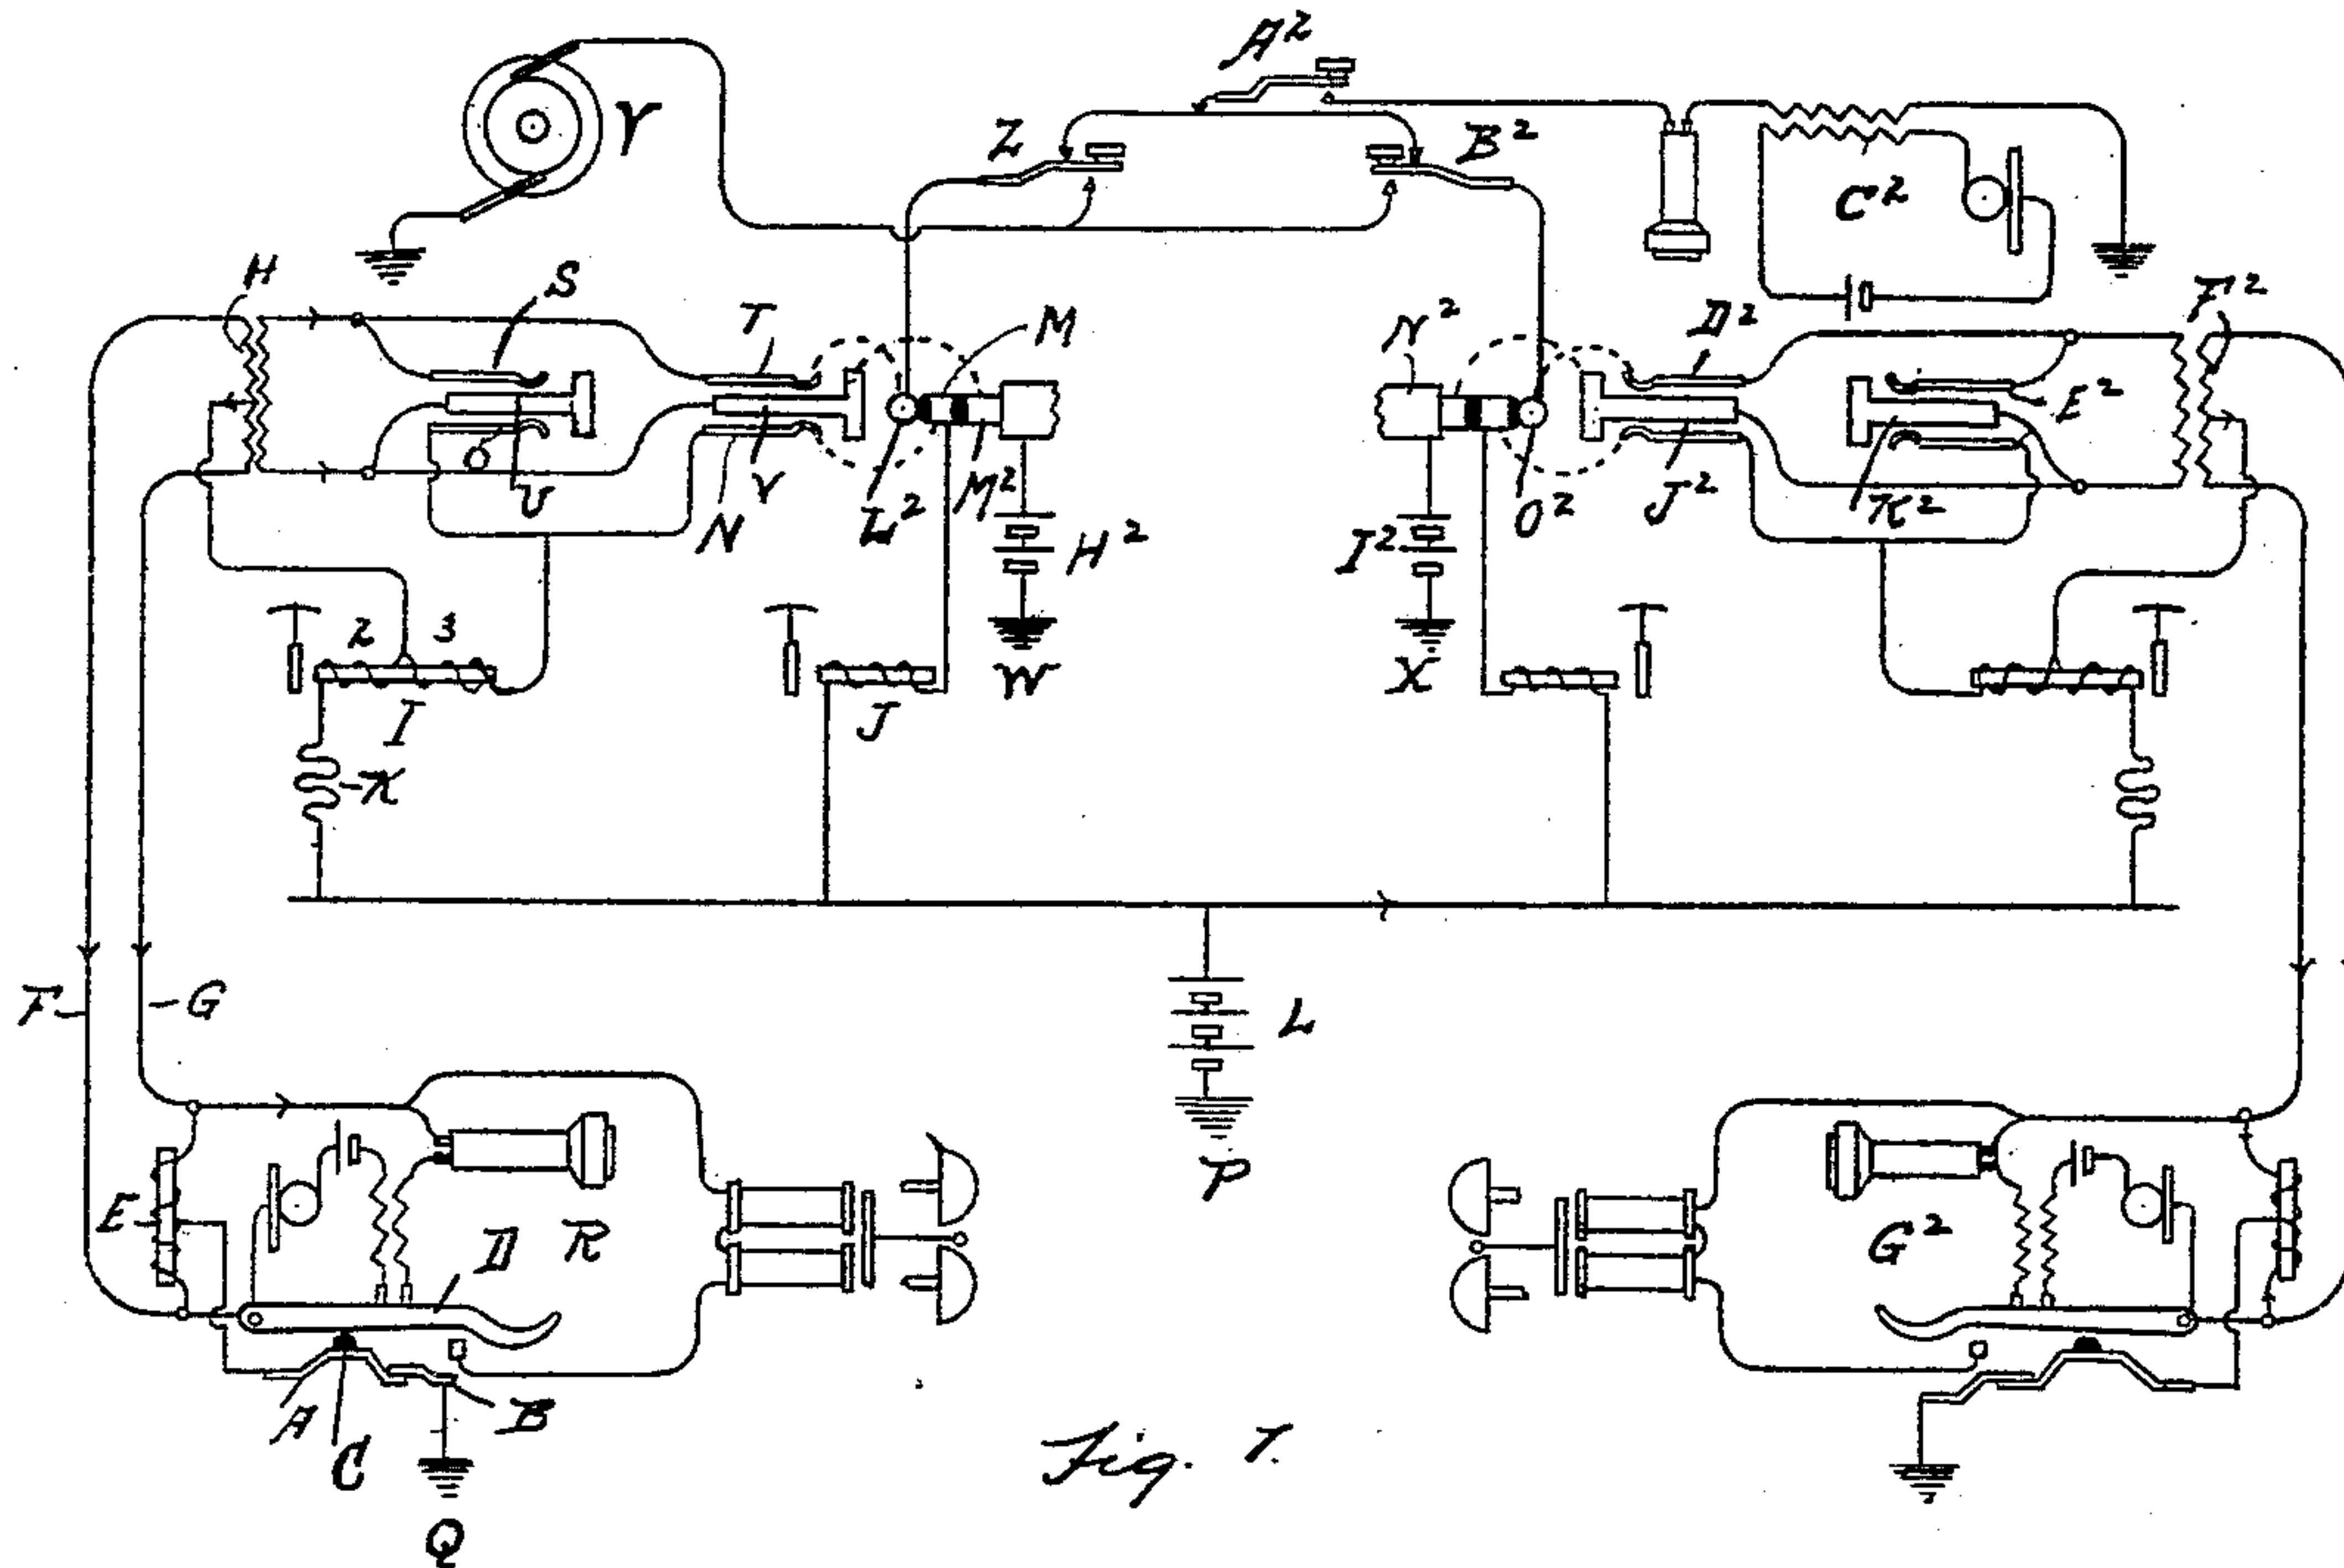 A²
Y
Z
B²
C²
H
S
T
M
N²
D²
F²
E²
O
U
V
N
L²
M²
H²
I²
O²
J²
K²
2
3
I
J
W
X
K
F
G
L
P
E
D
R
G²
A
C
B
Q
Fig. 1.